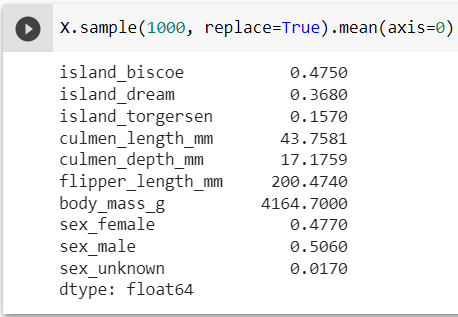 X.sample(1000, replace=True).mean(axis=0)
island_biscoe 0.4750
island_dream 0.3680
island_torgersen 0.1570
culmen_length_mm 43.7581
culmen_depth_mm 17.1759
flipper_length_mm 200.4740
body_mass_g 4164.7000
sex_female 0.4770
sex_male 0.5060
sex_unknown 0.0170
dtype: float64